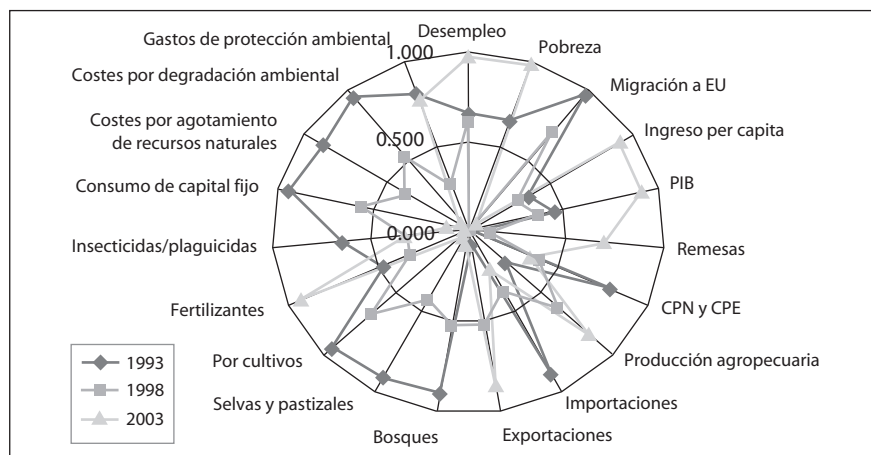 Desempleo
Pobreza
Migración a EU
Ingreso per capita
PIB
Remesas
CPN y CPE
Producción agropecuaria
Importaciones
Exportaciones
Bosques
Selvas y pastizales
Por cultivos
Fertilizantes
Insecticidas/plaguicidas
Consumo de capital fijo
Costes por agotamiento
de recursos naturales
Costes por degradación ambiental
Gastos de protección ambiental
1.000
0.500
0.000
1993
1998
2003